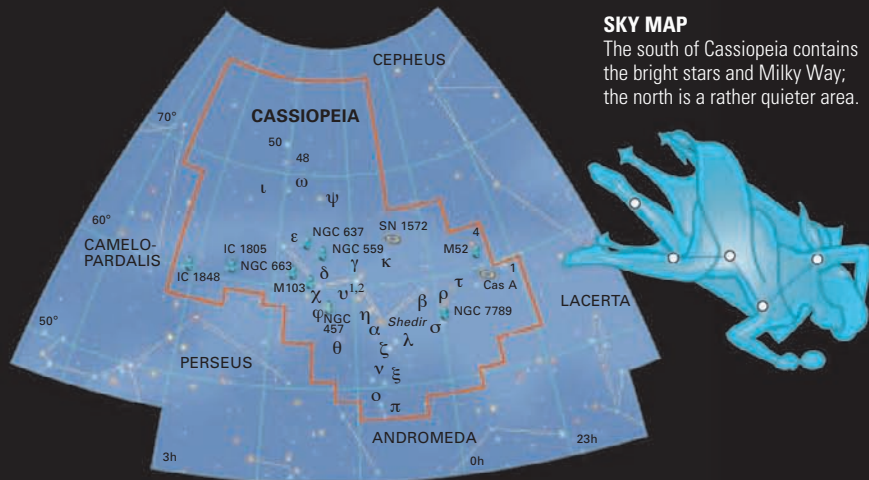 SKY MAP
The south of Cassiopeia contains
the bright stars and Milky Way;
the north is a rather quieter area.
CEPHEUS
70°
CASSIOPEIA
50
48
ι
ω
ψ
60°
CAMELO-
PARDALIS
ε
NGC 637
SN 1572
4
IC 1805
NGC 559
M52
γ
κ
1
IC 1848
NGC 663
δ
τ
Cas A
M103
χ
υ1,2
β
ρ
LACERTA
φ
NGC
457
η
Shedir
σ
NGC 7789
50°
α
λ
PERSEUS
θ
ζ
ν
ξ
ο
π
ANDROMEDA
23h
3h
0h